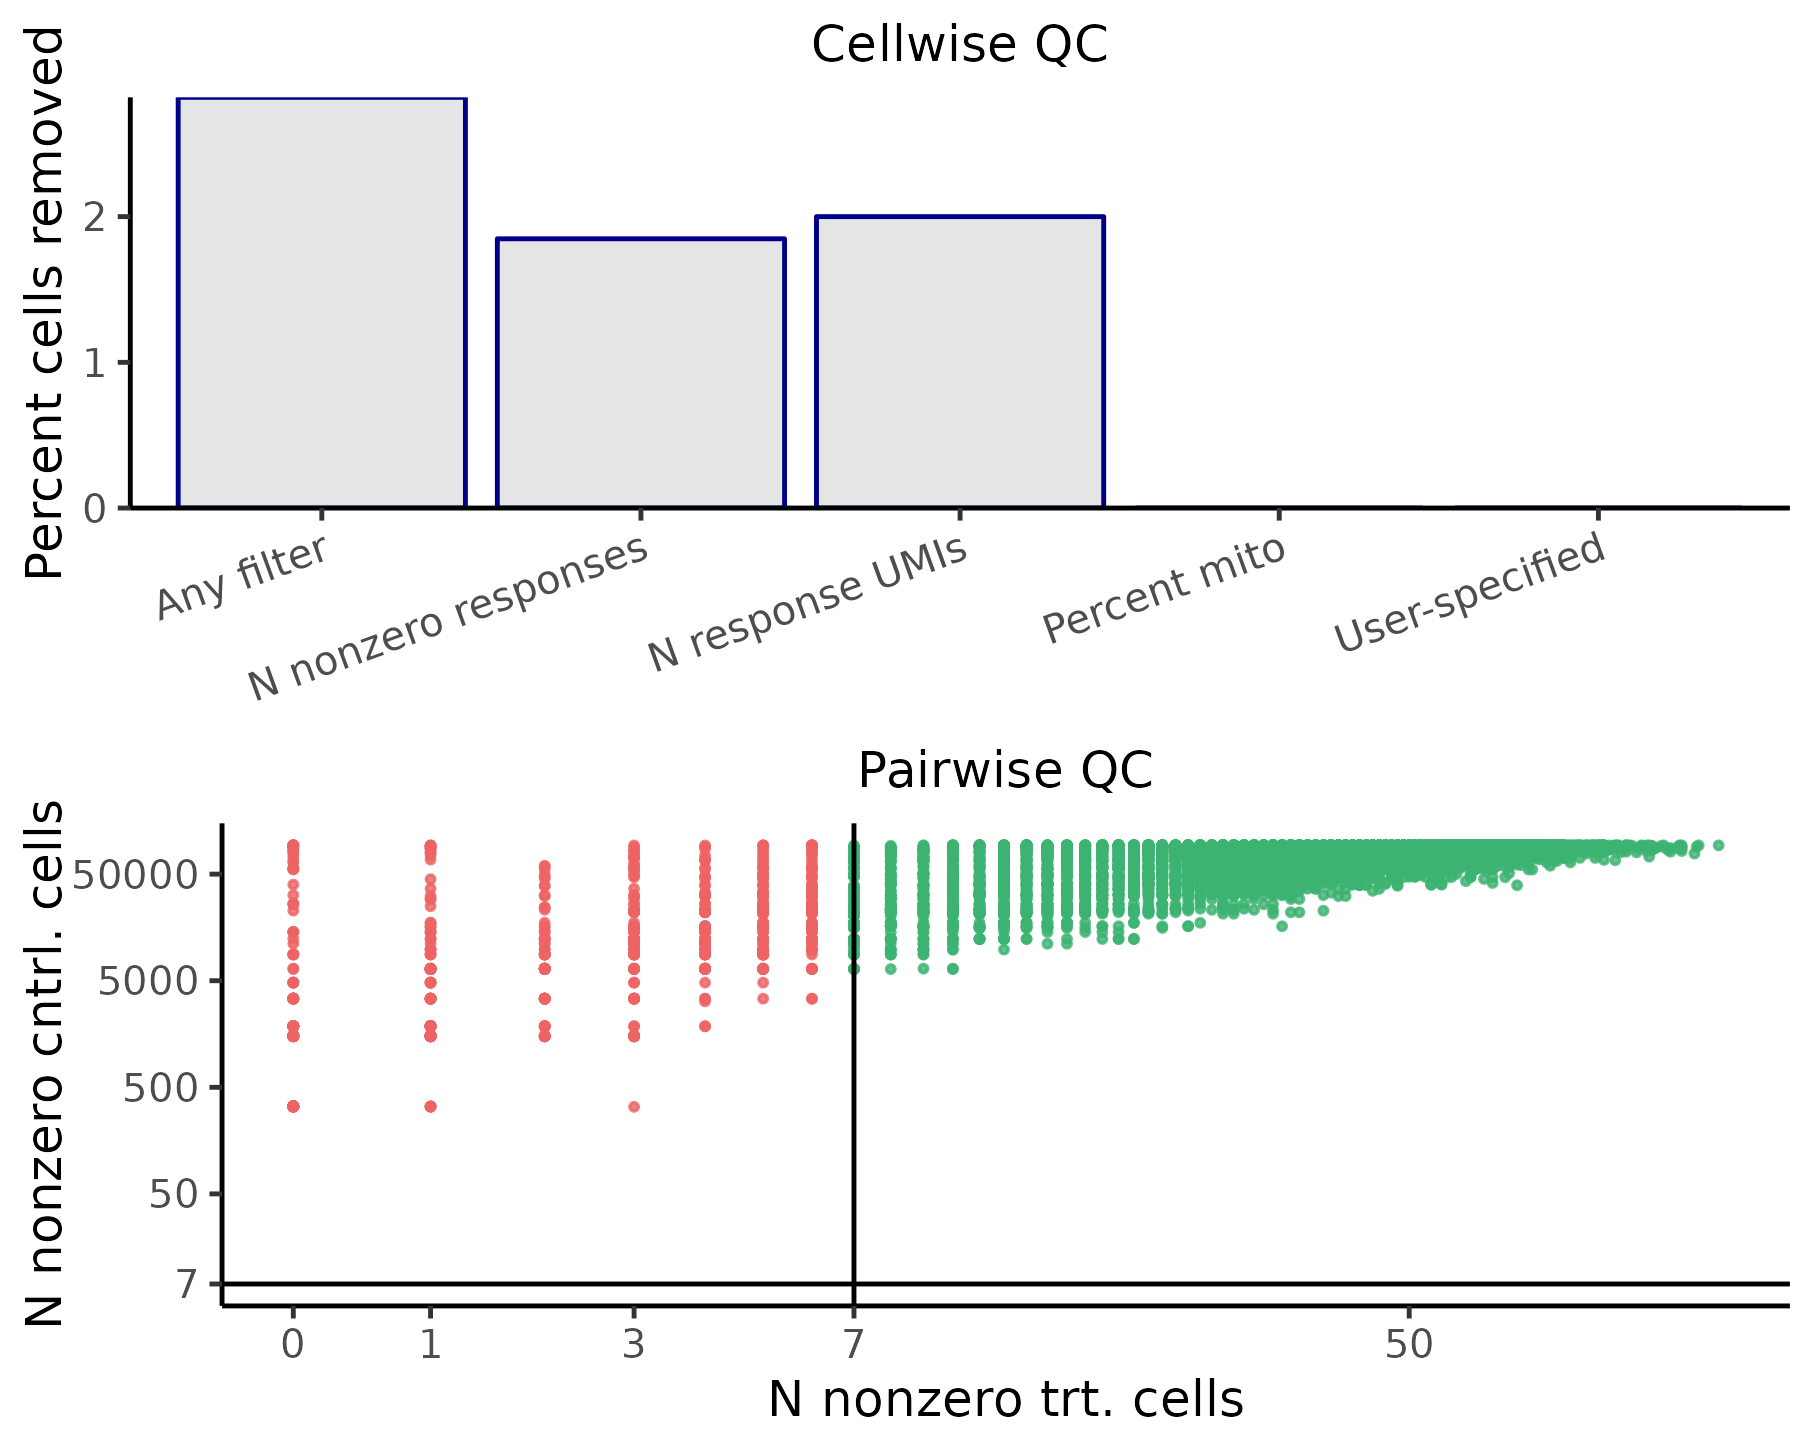 Cellwise QC
Percent cells removed
2
1
0
Any filter
N nonzero responses
N response UMIs
Percent mito
User-specified
Pairwise QC
N nonzero cntrl. cells
50000
5000
500
50
7
0
1
3
7
50
N nonzero trt. cells